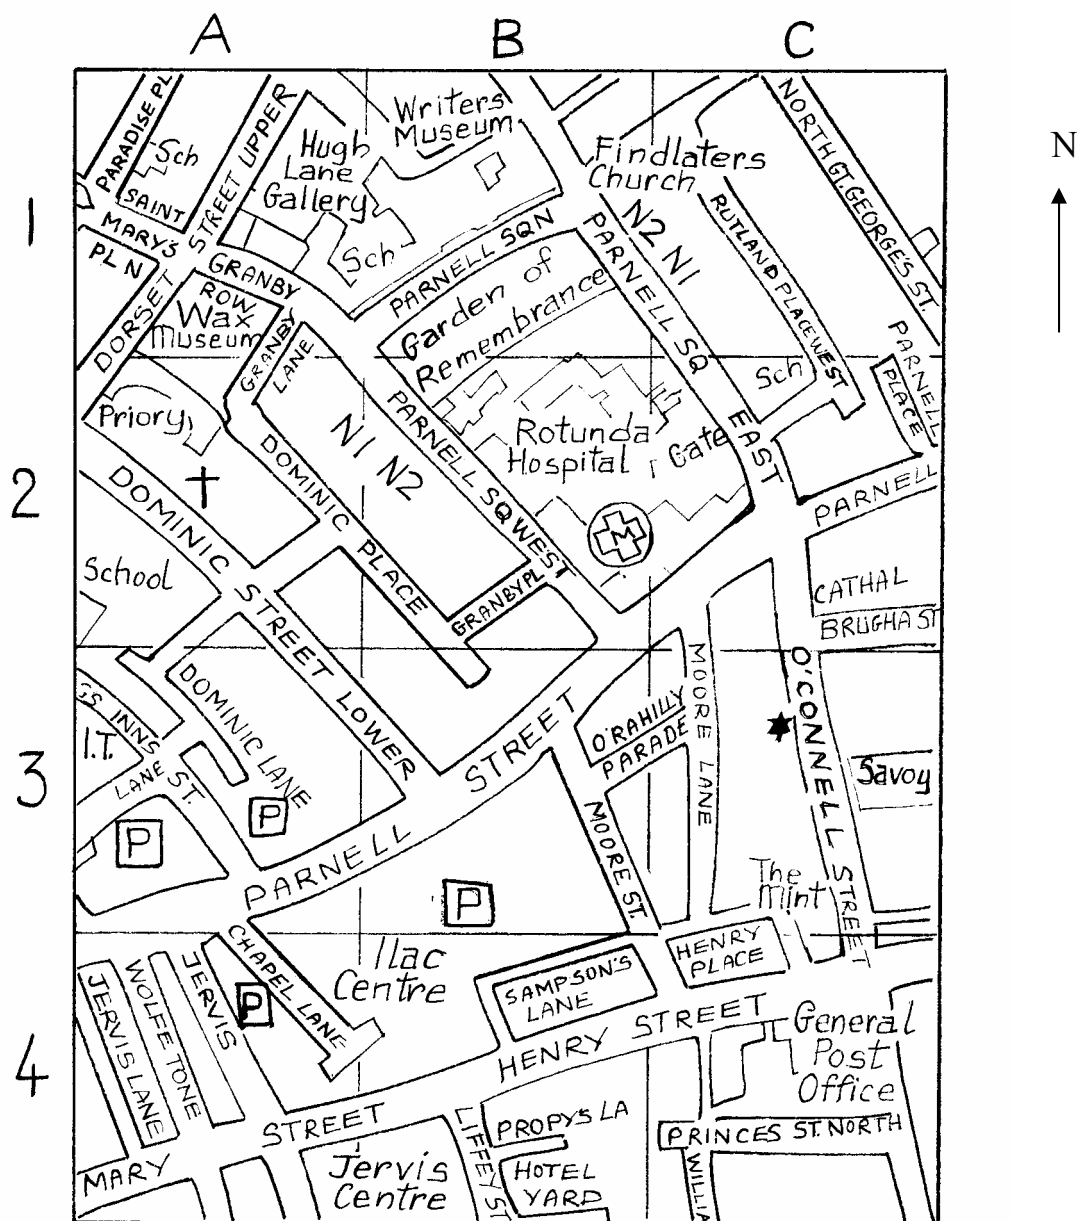 A B C
N
1
2
3
4
PARADISE PL
Sch
SAINT
MARY'S
PL N
DORSET STREET UPPER
Hugh
Lane
Gallery
Writers
Museum
Findlaters
Church
NORTH GT. GEORGE'S ST.
N2 N1
RUTLAND PLACE WEST
Sch
PARNELL SQN
PARNELL SQ EAST
Garden of
Remembrance
GRANBY
ROW
Wax
Museum
GRANBY
LANE
Sch
PARNELL
PLACE
Priory
N1 N2
PARNELL SQ WEST
Rotunda
Hospital
Gate
M
PARNELL
DOMINIC PLACE
DOMINIC STREET LOWER
School
GRANBY PL
CATHAL
BRUGHA ST
GS INNS
ST.
I.T.
LANE
P
DOMINIC LANE
P
PARNELL STREET
O'RAHILLY
PARADE
MOORE LANE
O'CONNELL STREET
Savoy
MOORE ST.
The
Mint
P
CHAPEL LANE
Ilac
Centre
HENRY
PLACE
JERVIS LANE
WOLFE TONE
JERVIS
P
SAMPSON'S
LANE
HENRY STREET
General
Post
Office
MARY STREET
LIFFEY ST
PROPYS LA
PRINCES ST. NORTH
HOTEL
YARD
Jervis
Centre
WILLIA